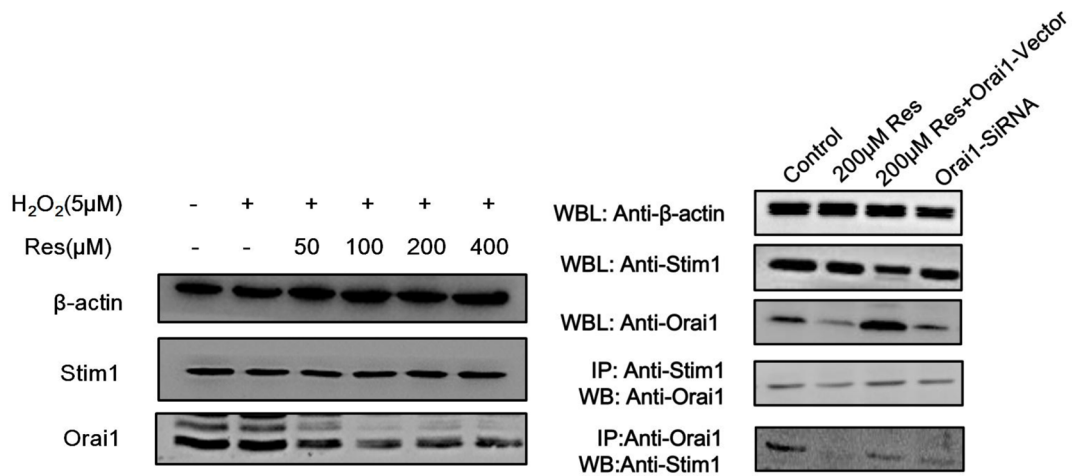 H₂O₂(5μM) - + + + + +
Res(μM) - - 50 100 200 400
β-actin
Stim1
Orai1
Control
200μM Res
200μM Res+Orai1-Vector
Orai1-SiRNA
WBL: Anti-β-actin
WBL: Anti-Stim1
WBL: Anti-Orai1
IP: Anti-Stim1
WB: Anti-Orai1
IP:Anti-Orai1
WB:Anti-Stim1